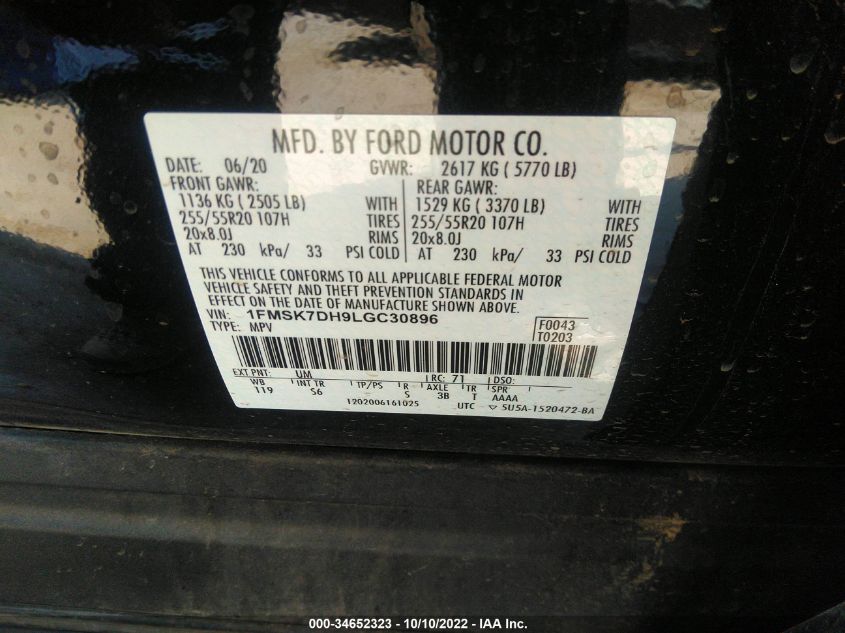 MFD. BY FORD MOTOR CO.
DATE: 06/20 GVWR: 2617 KG ( 5770 LB)
FRONT GAWR: REAR GAWR:
1136 KG ( 2505 LB) WITH 1529 KG ( 3370 LB) WITH
255/55R20 107H TIRES 255/55R20 107H TIRES
20x8.0J RIMS 20x8.0J RIMS
AT 230 kPa/ 33 PSI COLD AT 230 kPa/ 33 PSI COLD
THIS VEHICLE CONFORMS TO ALL APPLICABLE FEDERAL MOTOR
VEHICLE SAFETY AND THEFT PREVENTION STANDARDS IN
EFFECT ON THE DATE OF MANUFACTURE SHOWN ABOVE.
VIN: 1FMSK7DH9LGC30896 F0043
TYPE: MPV T0203
EXT PNT: UM RC: 71 DSO:
WB INT TR TP/PS R AXLE TR SPR
119 S6 S 3B T AAAA
1202006161025 UTC ▽ 5U5A-1520472-BA
000-34652323 - 10/10/2022 - IAA Inc.